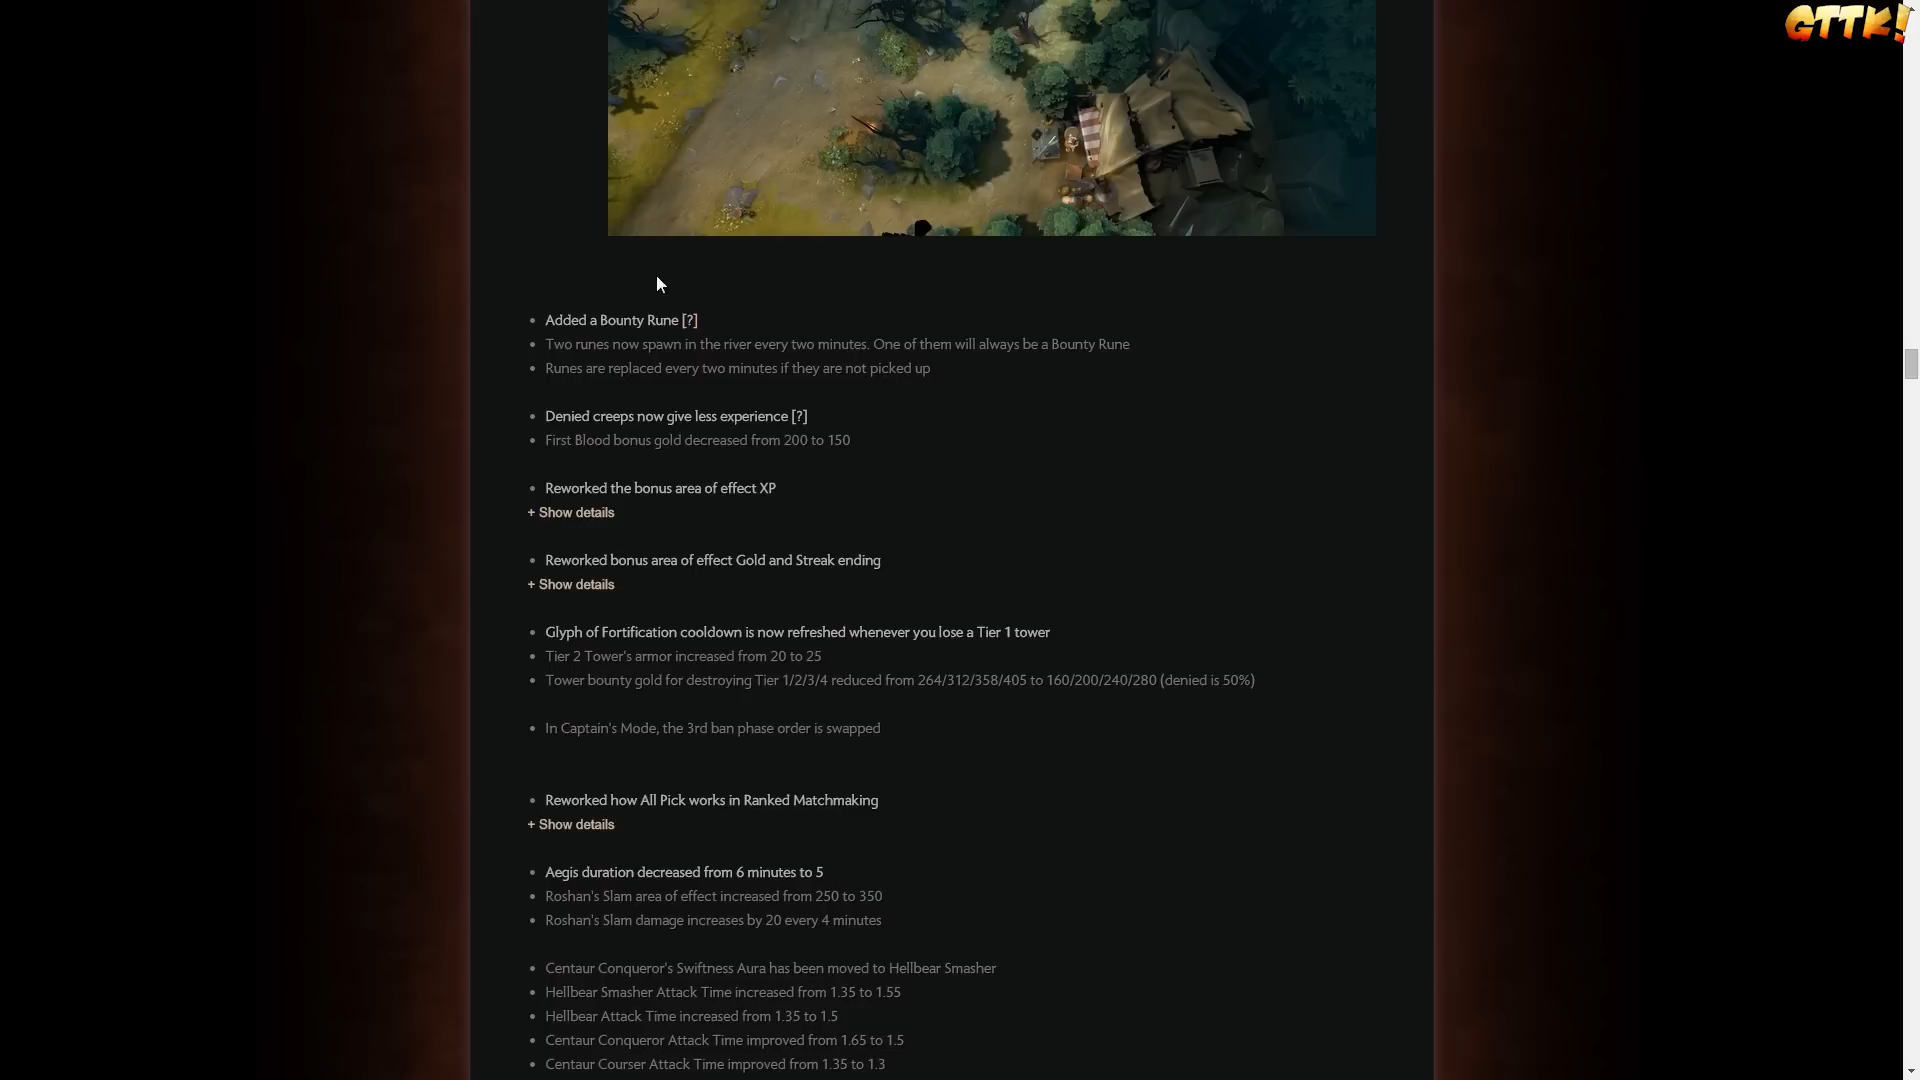 GTTK!
Added a Bounty Rune [?]
Two runes now spawn in the river every two minutes. One of them will always be a Bounty Rune
Runes are replaced every two minutes if they are not picked up
Denied creeps now give less experience [?]
First Blood bonus gold decreased from 200 to 150
Reworked the bonus area of effect XP
+ Show details
Reworked bonus area of effect Gold and Streak ending
+ Show details
Glyph of Fortification cooldown is now refreshed whenever you lose a Tier 1 tower
Tier 2 Tower's armor increased from 20 to 25
Tower bounty gold for destroying Tier 1/2/3/4 reduced from 264/312/358/405 to 160/200/240/280 (denied is 50%)
In Captain's Mode, the 3rd ban phase order is swapped
Reworked how All Pick works in Ranked Matchmaking
+ Show details
Aegis duration decreased from 6 minutes to 5
Roshan's Slam area of effect increased from 250 to 350
Roshan's Slam damage increases by 20 every 4 minutes
Centaur Conqueror's Swiftness Aura has been moved to Hellbear Smasher
Hellbear Smasher Attack Time increased from 1.35 to 1.55
Hellbear Attack Time increased from 1.35 to 1.5
Centaur Conqueror Attack Time improved from 1.65 to 1.5
Centaur Courser Attack Time improved from 1.35 to 1.3